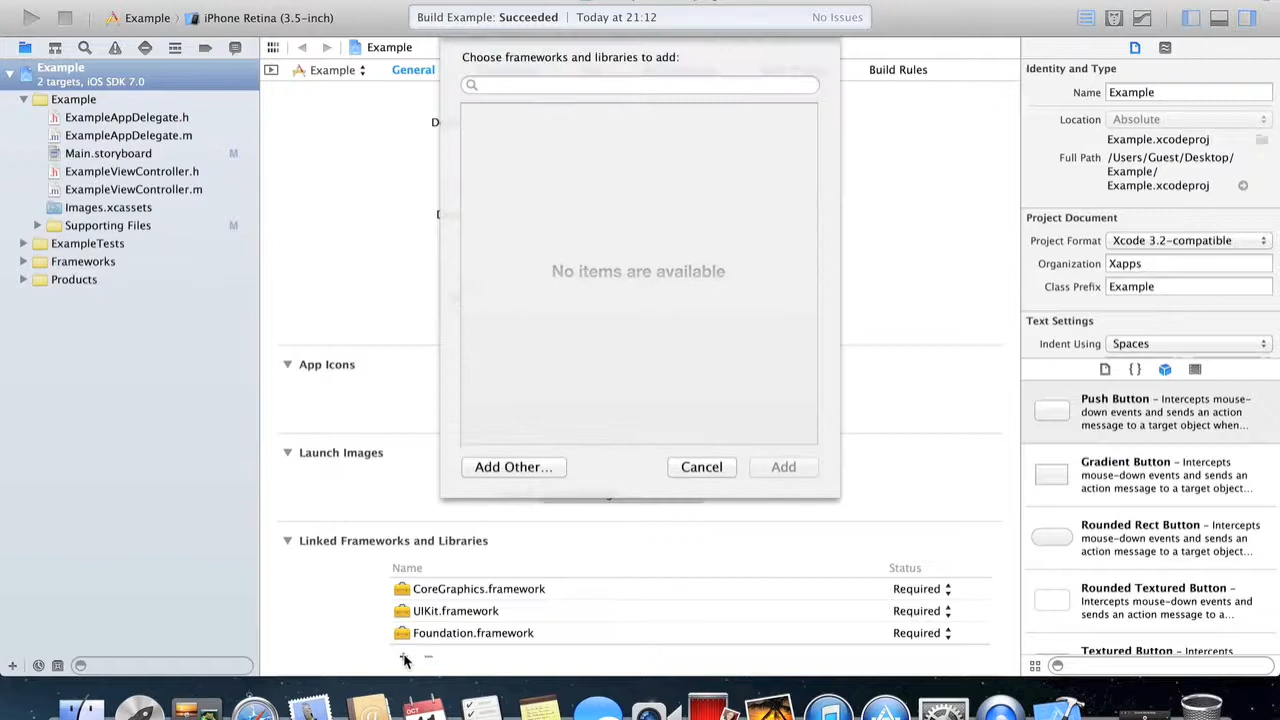 Example
iPhone Retina (3.5-inch)
Build Example: Succeeded
Today at 21:12
No Issues
Example
2 targets, iOS SDK 7.0
Example
ExampleAppDelegate.h
ExampleAppDelegate.m
Main.storyboard
M
ExampleViewController.h
ExampleViewController.m
Images.xcassets
Supporting Files
M
ExampleTests
Frameworks
Products
Example
Example
General
Build Rules
D
D
Choose frameworks and libraries to add:
No items are available
Add Other...
Cancel
Add
App Icons
Launch Images
Linked Frameworks and Libraries
Name
Status
CoreGraphics.framework
Required
UIKit.framework
Required
Foundation.framework
Required
Identity and Type
Name
Example
Location
Absolute
Example.xcodeproj
Full Path
/Users/Guest/Desktop/
Example/
Example.xcodeproj
Project Document
Project Format
Xcode 3.2-compatible
Organization
Xapps
Class Prefix
Example
Text Settings
Indent Using
Spaces
{ }
Push Button - Intercepts mouse-
down events and sends an action
message to a target object when...
Gradient Button - Intercepts
mouse-down events and sends an
action message to a target object...
Rounded Rect Button - Intercepts
mouse-down events and sends an
action message to a target object...
Rounded Textured Button -
Intercepts mouse-down events and
sends an action message to a...
Textured Button - Intercepts
OCT